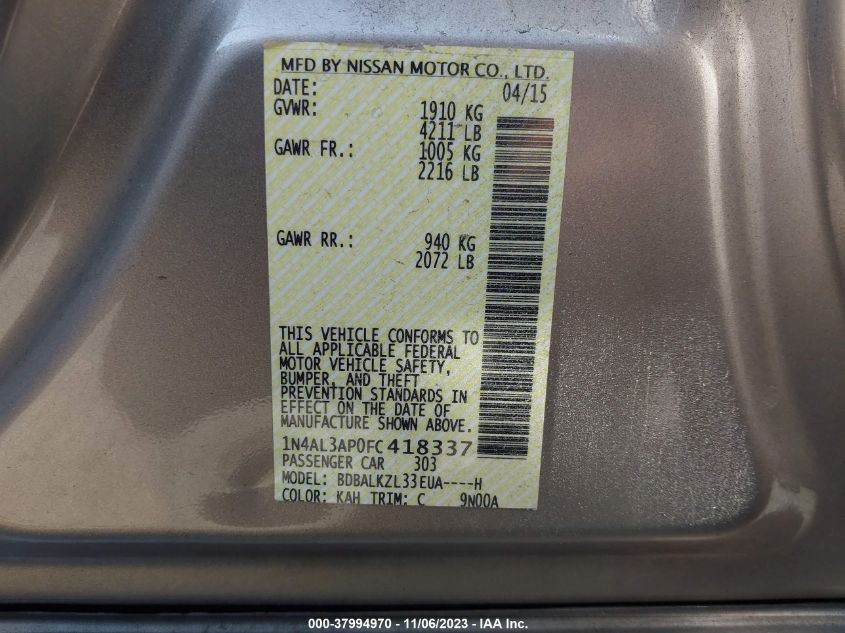 MFD BY NISSAN MOTOR CO., LTD.
DATE: 04/15
GVWR: 1910 KG
4211 LB
GAWR FR.: 1005 KG
2216 LB
GAWR RR.: 940 KG
2072 LB
THIS VEHICLE CONFORMS TO
ALL APPLICABLE FEDERAL
MOTOR VEHICLE SAFETY,
BUMPER, AND THEFT
PREVENTION STANDARDS IN
EFFECT ON THE DATE OF
MANUFACTURE SHOWN ABOVE.
1N4AL3AP0FC418337
PASSENGER CAR 303
MODEL: BDBALKZL33EUA----H
COLOR: KAH TRIM: C 9N00A
000-37994970 - 11/06/2023 - IAA Inc.